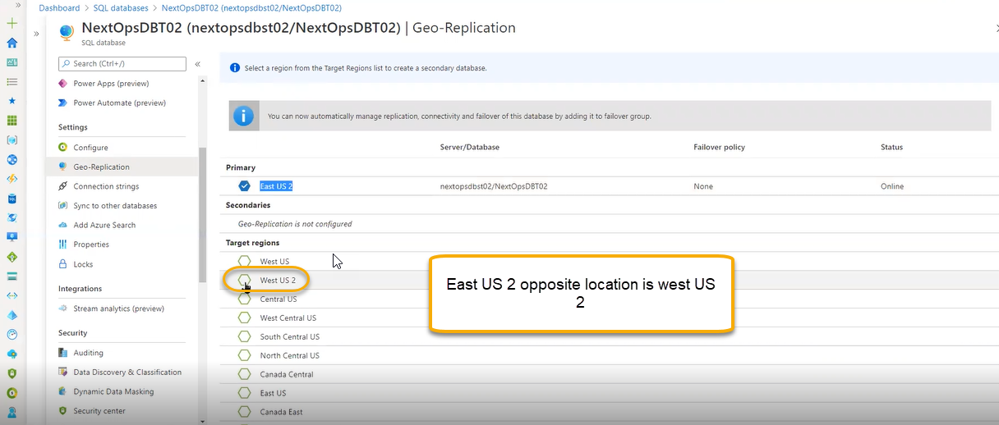 Dashboard > SQL databases > NextOpsDBT02 (nextopsdbst02/NextOpsDBT02)
NextOpsDBT02 (nextopsdbst02/NextOpsDBT02) | Geo-Replication
SQL database
Search (Ctrl+/)
Power Apps (preview)
Power Automate (preview)
Settings
Configure
Geo-Replication
Connection strings
Sync to other databases
Add Azure Search
Properties
Locks
Integrations
Stream analytics (preview)
Security
Auditing
Data Discovery & Classification
Dynamic Data Masking
Security center
Select a region from the Target Regions list to create a secondary database.
You can now automatically manage replication, connectivity and failover of this database by adding it to failover group.
Server/Database Failover policy Status
Primary
East US 2 nextopsdbst02/NextOpsDBT02 None Online
Secondaries
Geo-Replication is not configured
Target regions
West US
West US 2
Central US
West Central US
South Central US
North Central US
Canada Central
East US
Canada East
East US 2 opposite location is west US
2